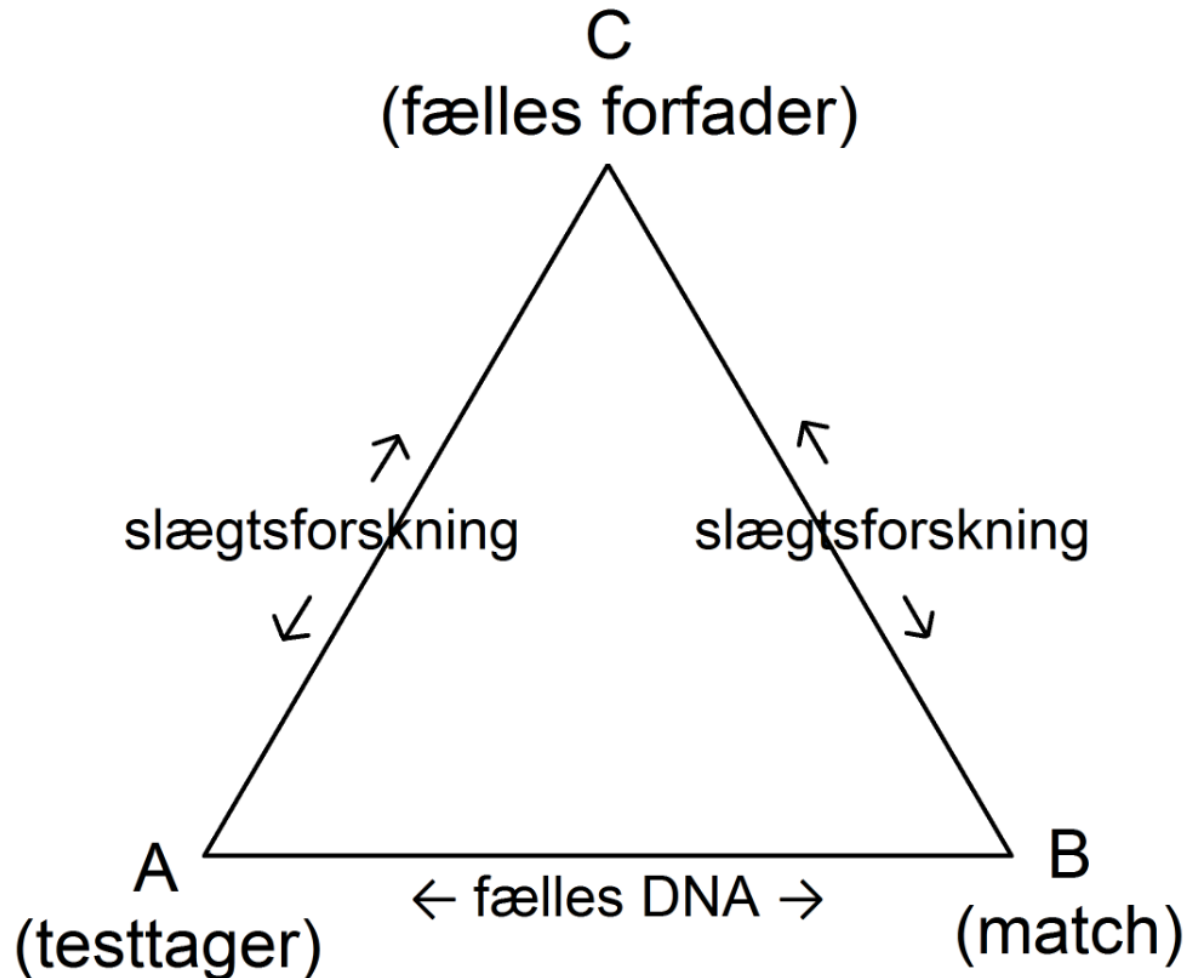 C
(fælles forfader)
slægtsforskning
slægtsforskning
A
← fælles DNA →
B
(testtager)
(match)